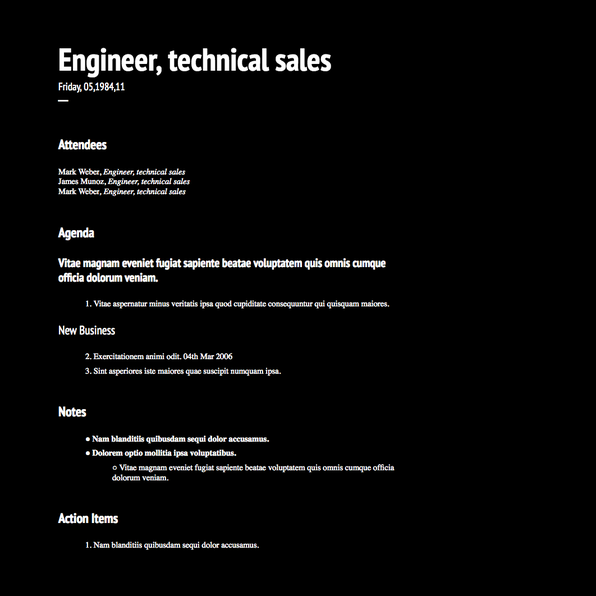 Engineer, technical sales
Friday, 05,1984,11
Attendees
Mark Weber, Engineer, technical sales
James Munoz, Engineer, technical sales
Mark Weber, Engineer, technical sales
Agenda
Vitae magnam eveniet fugiat sapiente beatae voluptatem quis omnis cumque
officia dolorum veniam.
1. Vitae aspernatur minus veritatis ipsa quod cupiditate consequuntur qui quisquam maiores.
New Business
2. Exercitationem animi odit. 04th Mar 2006
3. Sint asperiores iste maiores quae suscipit numquam ipsa.
Notes
● Nam blanditiis quibusdam sequi dolor accusamus.
● Dolorem optio mollitia ipsa voluptatibus.
○ Vitae magnam eveniet fugiat sapiente beatae voluptatem quis omnis cumque officia
dolorum veniam.
Action Items
1. Nam blanditiis quibusdam sequi dolor accusamus.